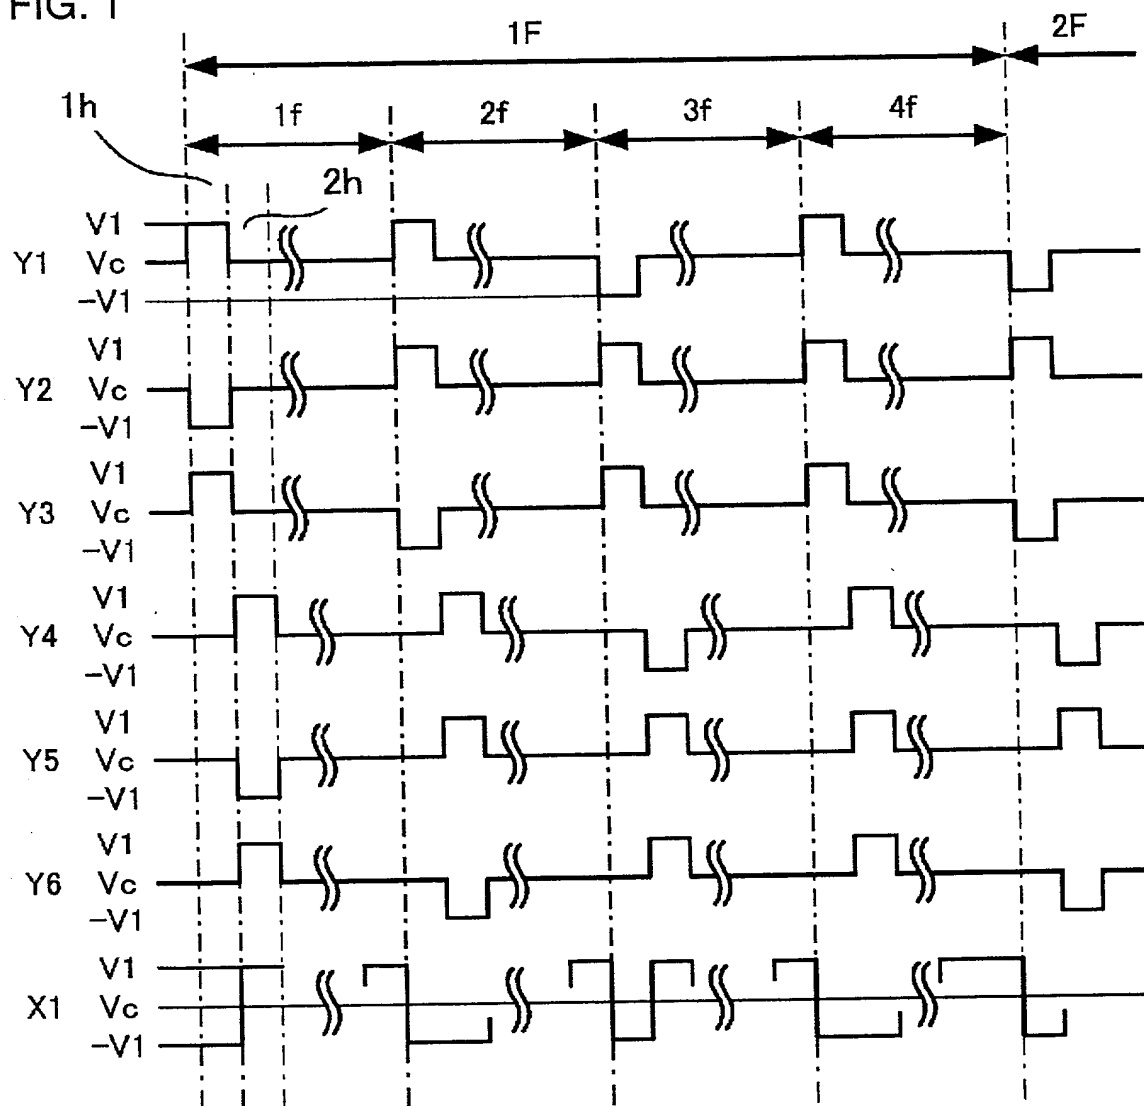 FIG. 1
1F 2F
1h 1f 2f 3f 4f
2h
V1
Y1 Vc
-V1
V1
Y2 Vc
-V1
V1
Y3 Vc
-V1
V1
Y4 Vc
-V1
V1
Y5 Vc
-V1
V1
Y6 Vc
-V1
V1
X1 Vc
-V1